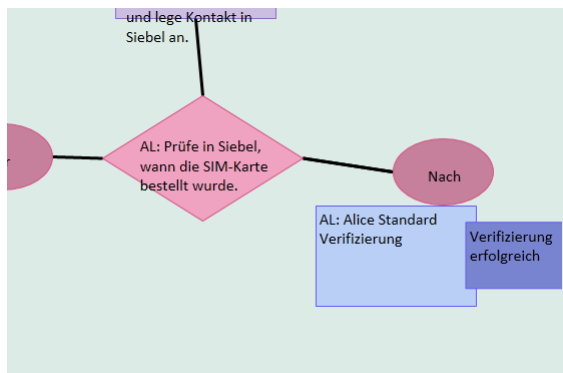 und lege Kontakt in
Siebel an.
AL: Prüfe in Siebel,
wann die SIM-Karte
bestellt wurde.
Nach
AL: Alice Standard
Verifizierung
Verifizierung
erfolgreich